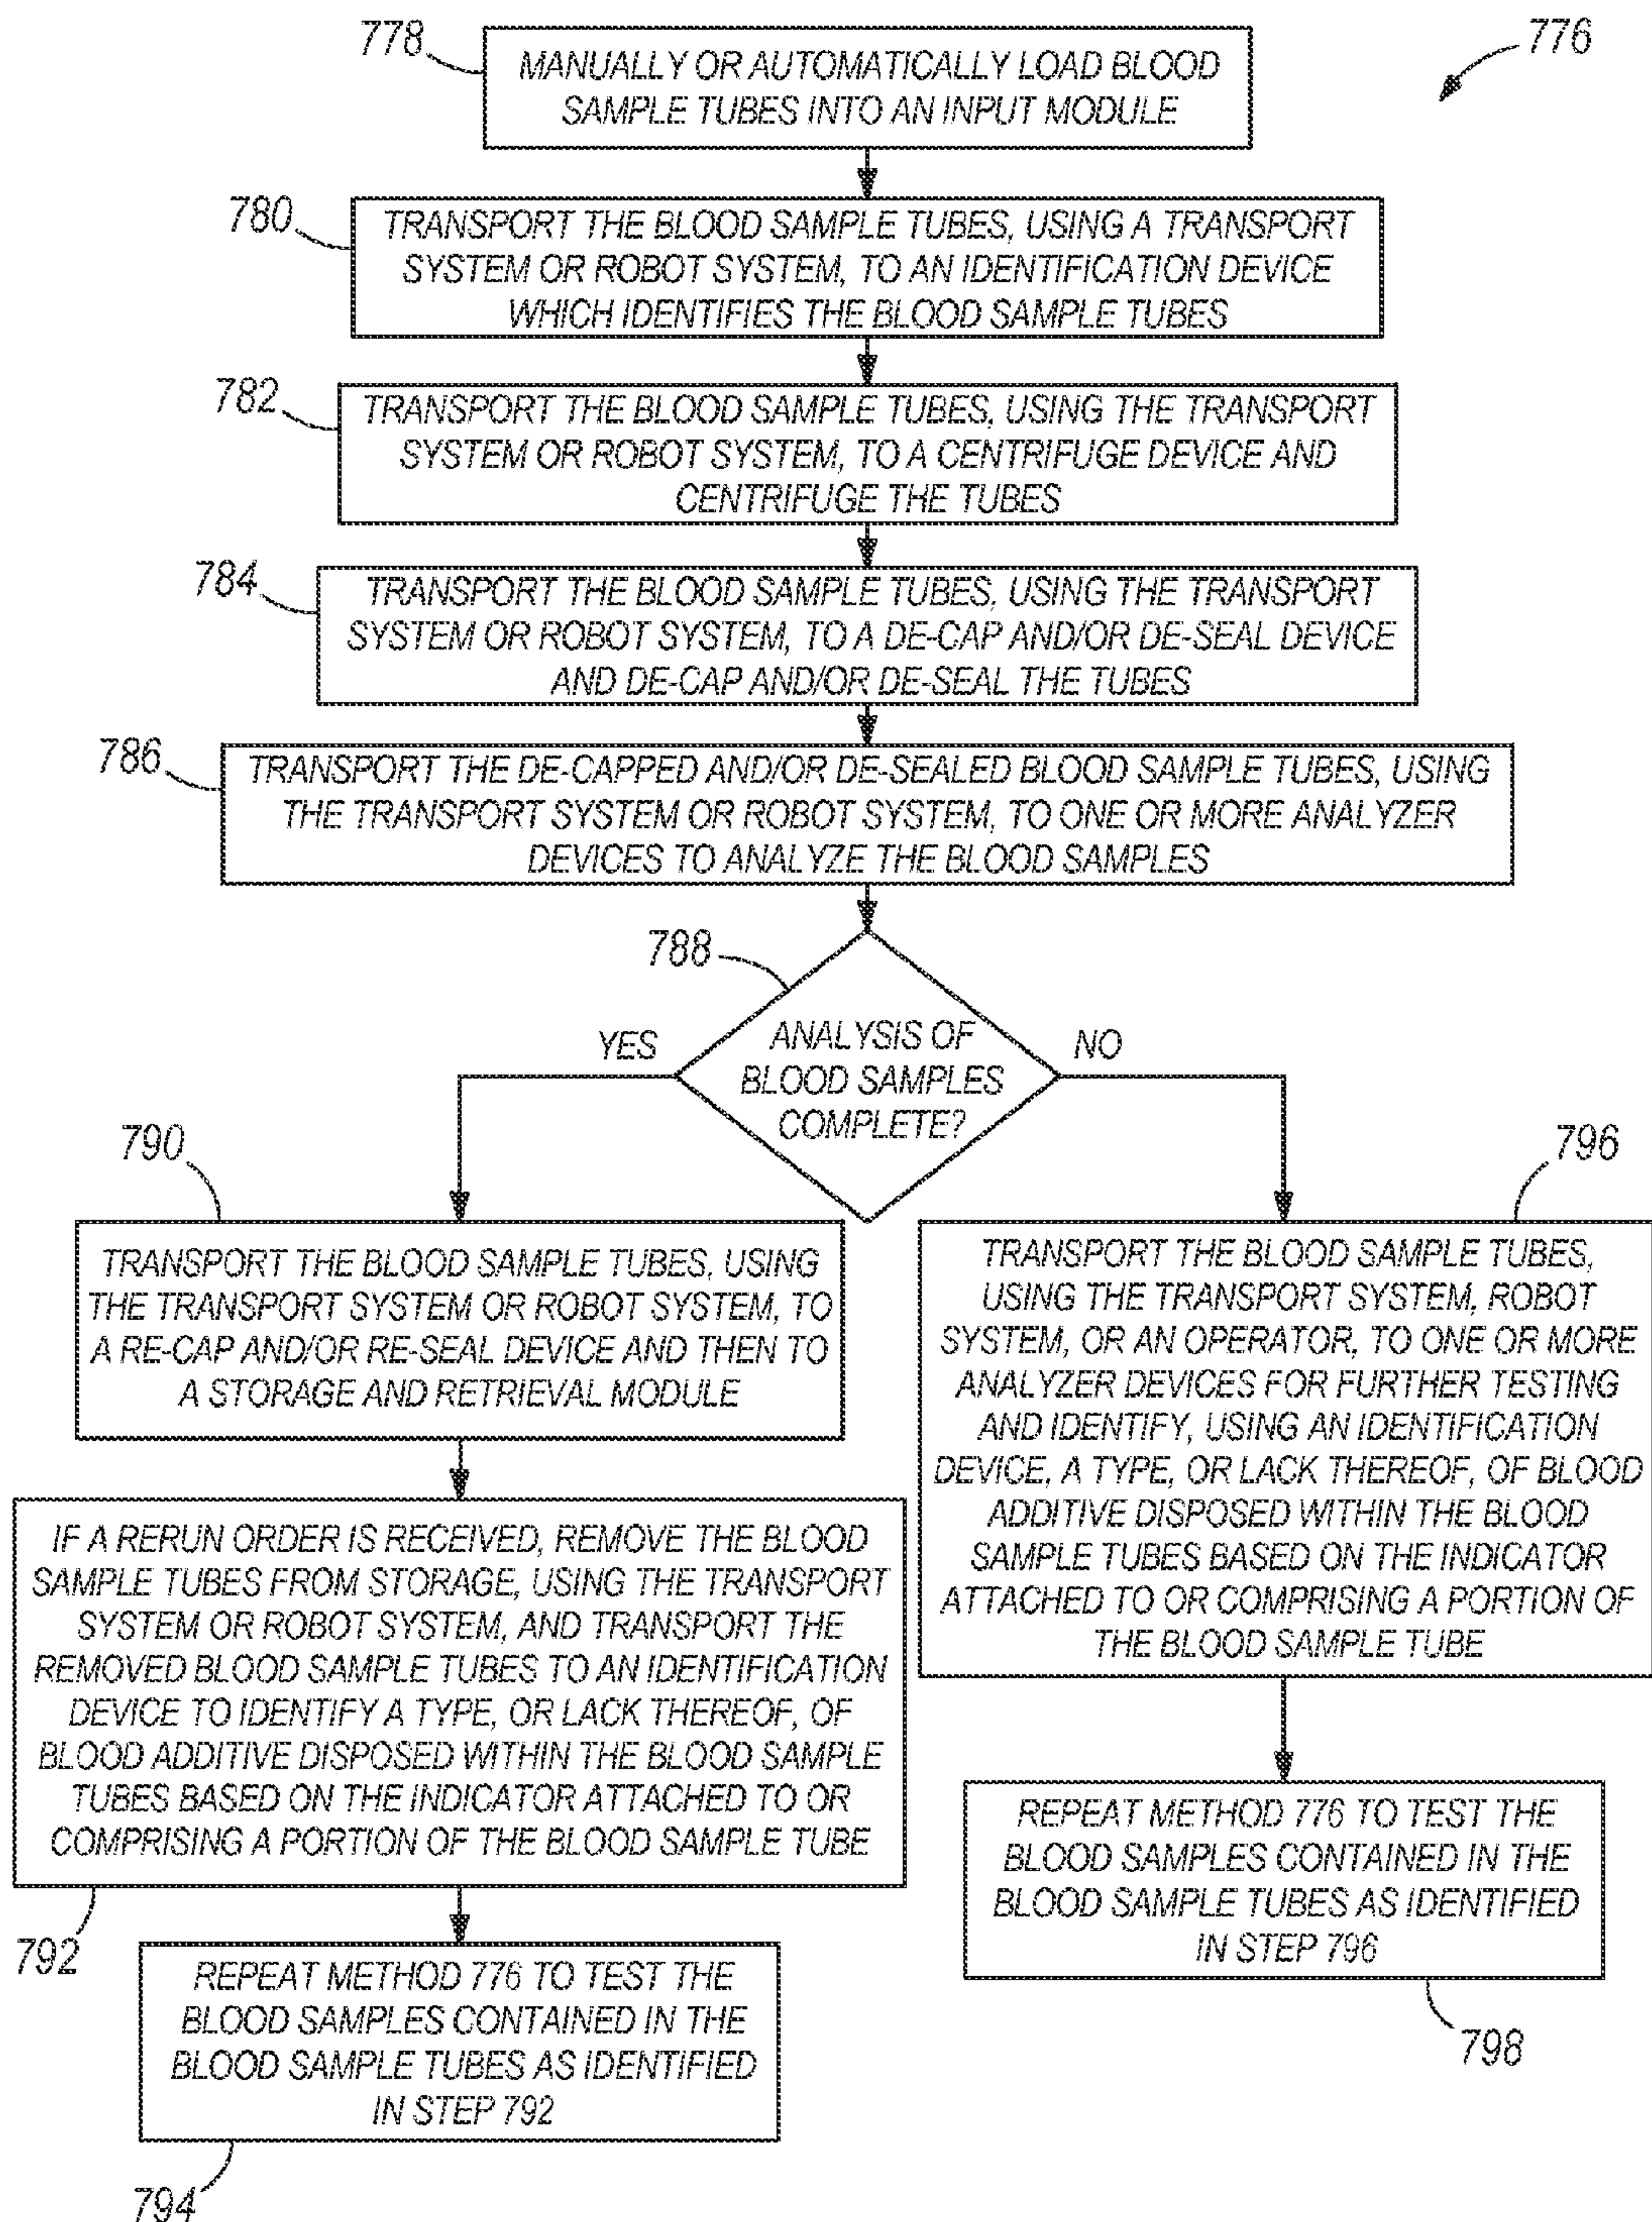 778
776
MANUALLY OR AUTOMATICALLY LOAD BLOOD
SAMPLE TUBES INTO AN INPUT MODULE
780
TRANSPORT THE BLOOD SAMPLE TUBES, USING A TRANSPORT
SYSTEM OR ROBOT SYSTEM, TO AN IDENTIFICATION DEVICE
WHICH IDENTIFIES THE BLOOD SAMPLE TUBES
782
TRANSPORT THE BLOOD SAMPLE TUBES, USING THE TRANSPORT
SYSTEM OR ROBOT SYSTEM, TO A CENTRIFUGE DEVICE AND
CENTRIFUGE THE TUBES
784
TRANSPORT THE BLOOD SAMPLE TUBES, USING THE TRANSPORT
SYSTEM OR ROBOT SYSTEM, TO A DE-CAP AND/OR DE-SEAL DEVICE
AND DE-CAP AND/OR DE-SEAL THE TUBES
786
TRANSPORT THE DE-CAPPED AND/OR DE-SEALED BLOOD SAMPLE TUBES, USING
THE TRANSPORT SYSTEM OR ROBOT SYSTEM, TO ONE OR MORE ANALYZER
DEVICES TO ANALYZE THE BLOOD SAMPLES
788
YES
ANALYSIS OF
BLOOD SAMPLES
COMPLETE?
NO
790
TRANSPORT THE BLOOD SAMPLE TUBES, USING
THE TRANSPORT SYSTEM OR ROBOT SYSTEM, TO
A RE-CAP AND/OR RE-SEAL DEVICE AND THEN TO
A STORAGE AND RETRIEVAL MODULE
796
TRANSPORT THE BLOOD SAMPLE TUBES,
USING THE TRANSPORT SYSTEM, ROBOT
SYSTEM, OR AN OPERATOR, TO ONE OR MORE
ANALYZER DEVICES FOR FURTHER TESTING
AND IDENTIFY, USING AN IDENTIFICATION
DEVICE, A TYPE, OR LACK THEREOF, OF BLOOD
ADDITIVE DISPOSED WITHIN THE BLOOD
SAMPLE TUBES BASED ON THE INDICATOR
ATTACHED TO OR COMPRISING A PORTION OF
THE BLOOD SAMPLE TUBE
IF A RERUN ORDER IS RECEIVED, REMOVE THE BLOOD
SAMPLE TUBES FROM STORAGE, USING THE TRANSPORT
SYSTEM OR ROBOT SYSTEM, AND TRANSPORT THE
REMOVED BLOOD SAMPLE TUBES TO AN IDENTIFICATION
DEVICE TO IDENTIFY A TYPE, OR LACK THEREOF, OF
BLOOD ADDITIVE DISPOSED WITHIN THE BLOOD SAMPLE
TUBES BASED ON THE INDICATOR ATTACHED TO OR
COMPRISING A PORTION OF THE BLOOD SAMPLE TUBE
792
REPEAT METHOD 776 TO TEST THE
BLOOD SAMPLES CONTAINED IN THE
BLOOD SAMPLE TUBES AS IDENTIFIED
IN STEP 796
798
REPEAT METHOD 776 TO TEST THE
BLOOD SAMPLES CONTAINED IN THE
BLOOD SAMPLE TUBES AS IDENTIFIED
IN STEP 792
794